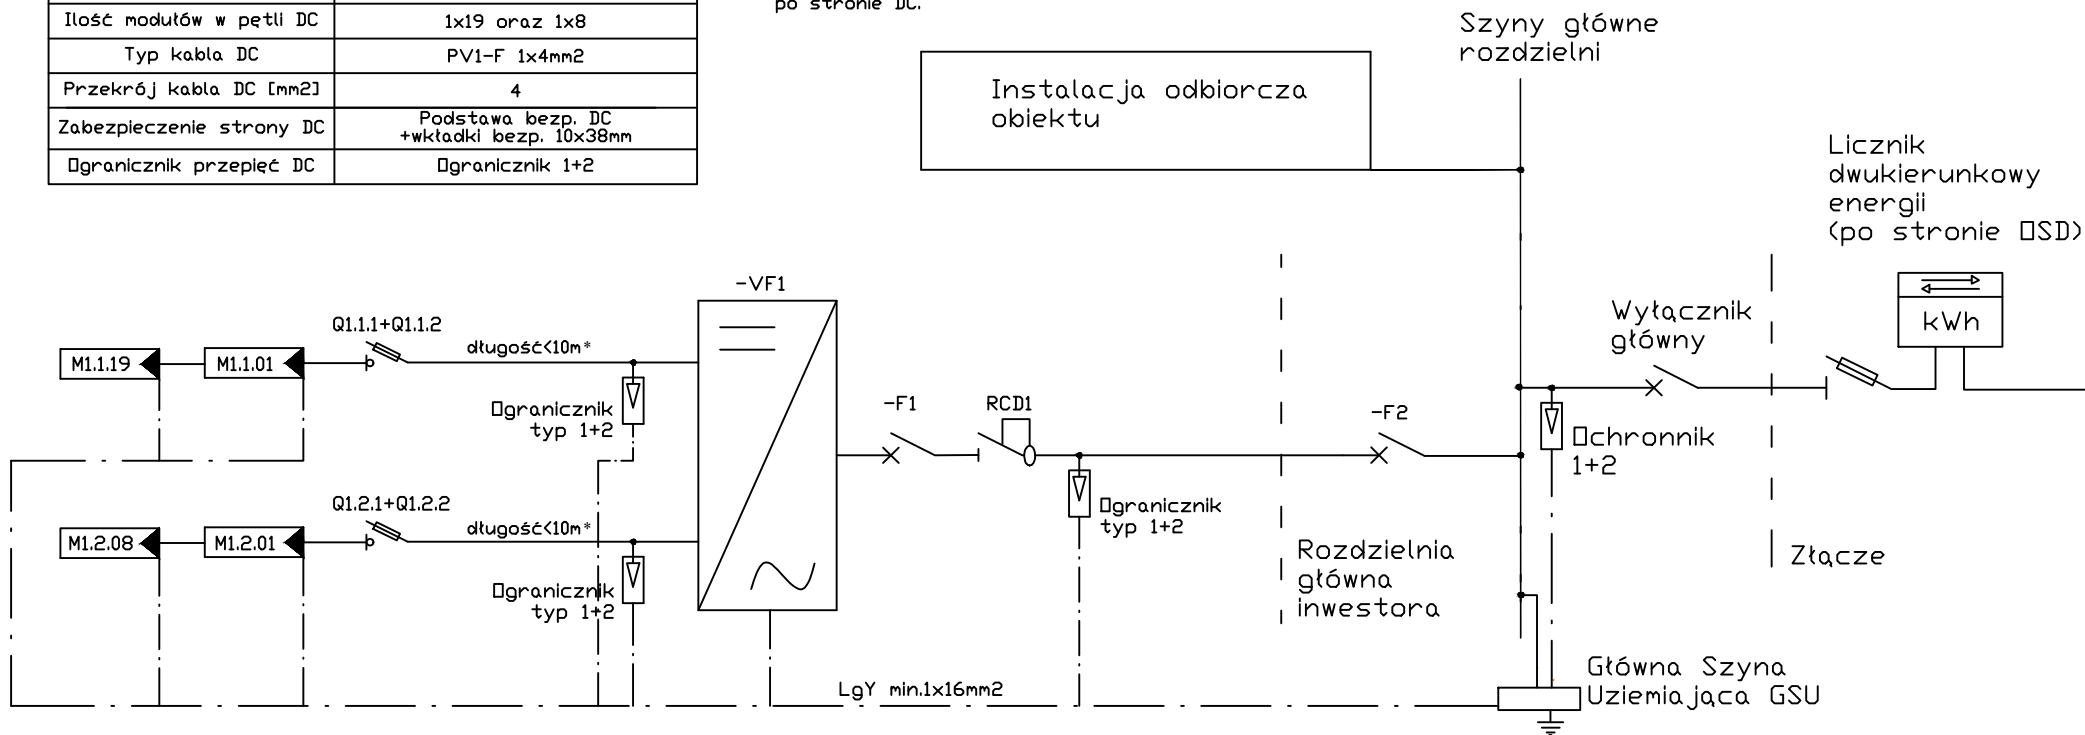 po stronie DC.
Ilość modułów w pętli DC 1x19 oraz 1x8
Typ kabla DC PV1-F 1x4mm2
Przekrój kabla DC [mm2] 4
Zabezpieczenie strony DC Podstawa bezp. DC
+wkładki bezp. 10x38mm
Ogranicznik przepięć DC Ogranicznik 1+2
Szyny główne
rozdzielni
Instalacja odbiorcza
obiektu
Licznik
dwukierunkowy
energii
(po stronie OSD)
kWh
-VF1
Wyłącznik
główny
Q1.1.1+Q1.1.2
długość<10m*
M1.1.19
M1.1.01
Ogranicznik
typ 1+2
-F1
RCD1
-F2
Ochronnik
1+2
Q1.2.1+Q1.2.2
długość<10m*
M1.2.08
M1.2.01
Ogranicznik
typ 1+2
Ogranicznik
typ 1+2
Rozdzielnia
główna
inwestora
Złącze
LgY min.1x16mm2
Główna Szyna
Uziemiająca GSU